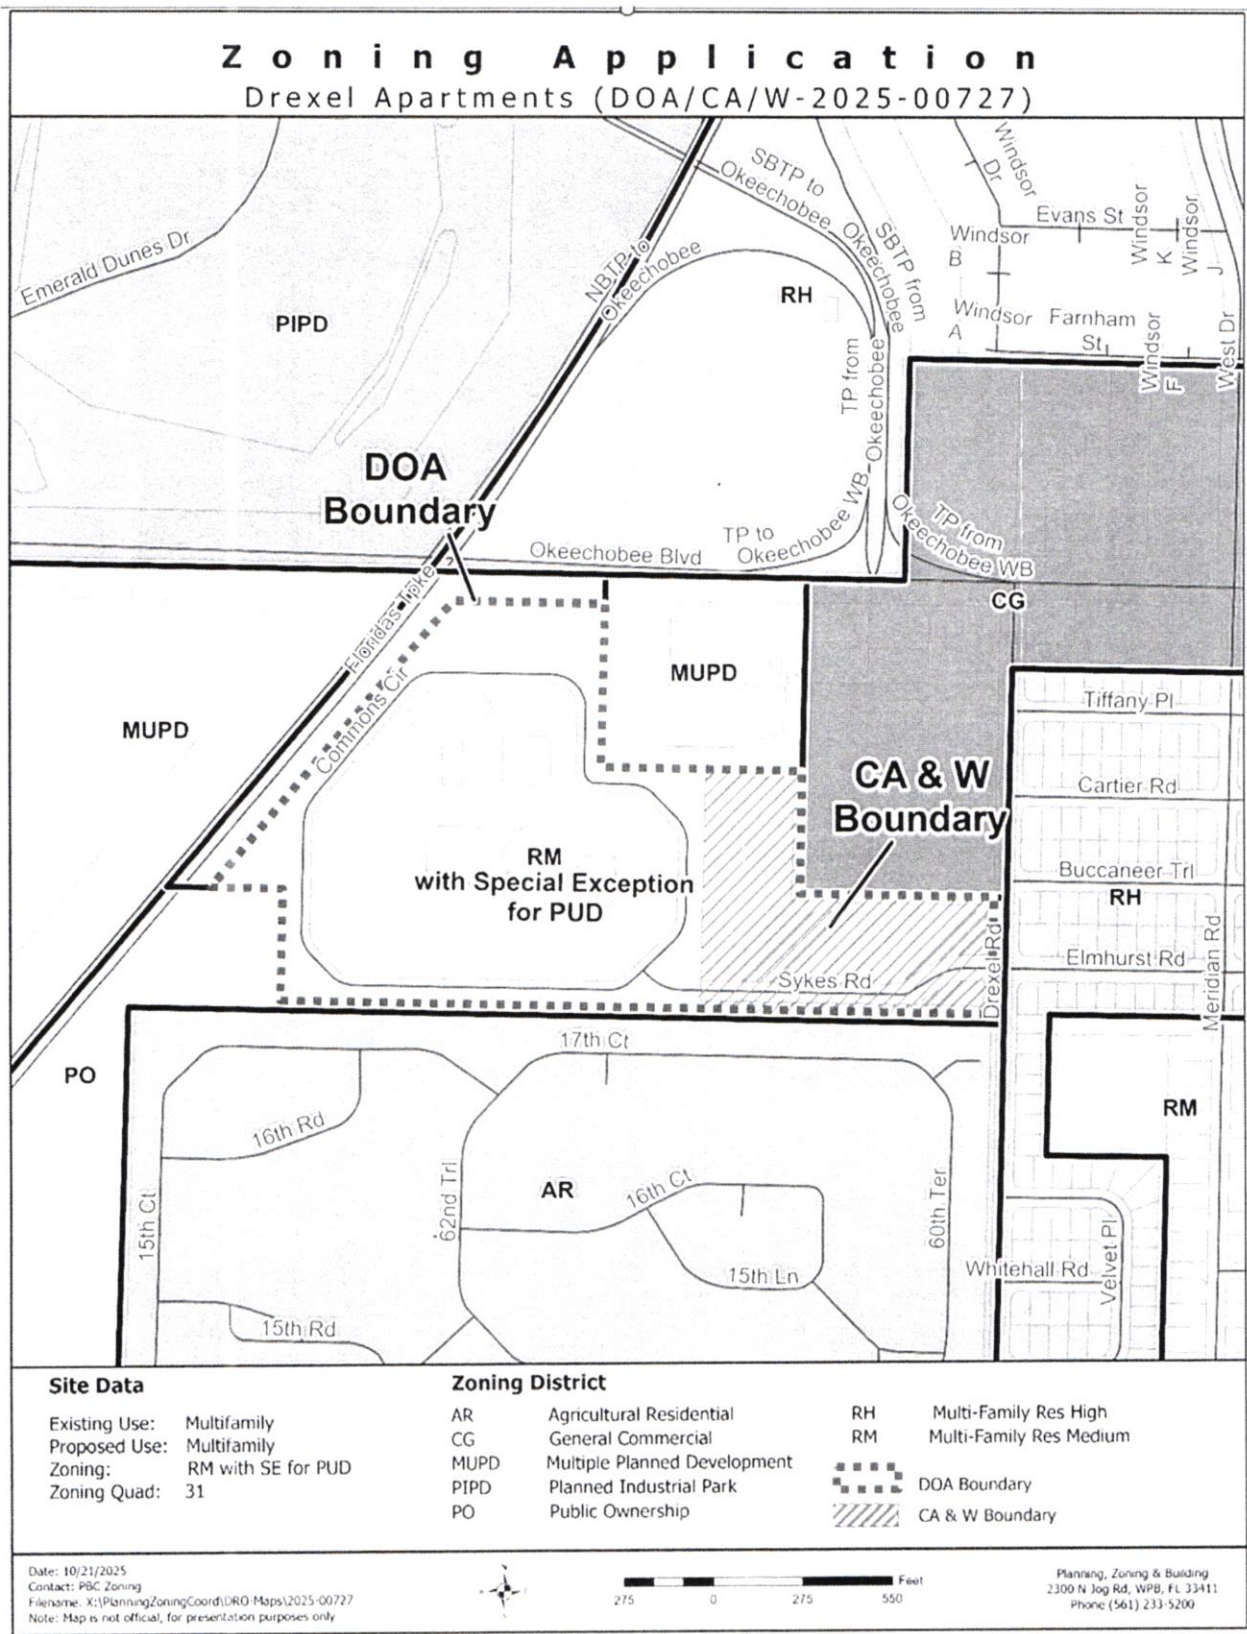 Zoning Application
Drexel Apartments (DOA/CA/W-2025-00727)
SBTP to
Okeechobee
Windsor
Dr
Evans St
Windsor
K
Windsor
J
Windsor
B
SBTP from
Okeechobee
Emerald Dunes Dr
NBTP to
Okeechobee
RH
PIPD
Windsor
A
Farnham
St
Windsor
F
West Dr
TP from
Okeechobee
DOA
Boundary
TP to
Okeechobee WB
TP from
Okeechobee WB
Okeechobee Blvd
CG
Floridas Tpke
Commons Cir
MUPD
MUPD
Tiffany Pl
CA & W
Boundary
Cartier Rd
RM
with Special Exception
for PUD
Buccaneer Trl
RH
Drexel Rd
Elmhurst Rd
Meridian Rd
Sykes Rd
17th Ct
PO
RM
16th Rd
15th Ct
62nd Trl
AR
16th Ct
60th Ter
15th Ln
Whitehall Rd
Velvet Pl
15th Rd
Site Data
Existing Use: Multifamily
Proposed Use: Multifamily
Zoning: RM with SE for PUD
Zoning Quad: 31
Zoning District
AR Agricultural Residential
CG General Commercial
MUPD Multiple Planned Development
PIPD Planned Industrial Park
PO Public Ownership
RH Multi-Family Res High
RM Multi-Family Res Medium
DOA Boundary
CA & W Boundary
Date: 10/21/2025
Contact: PBC Zoning
Filename: X:\PlanningZoningCoord\DRO-Maps\2025-00727
Note: Map is not official, for presentation purposes only
Feet
275 0 275 550
Planning, Zoning & Building
2300 N Jog Rd, WPB, FL 33411
Phone (561) 233-5200